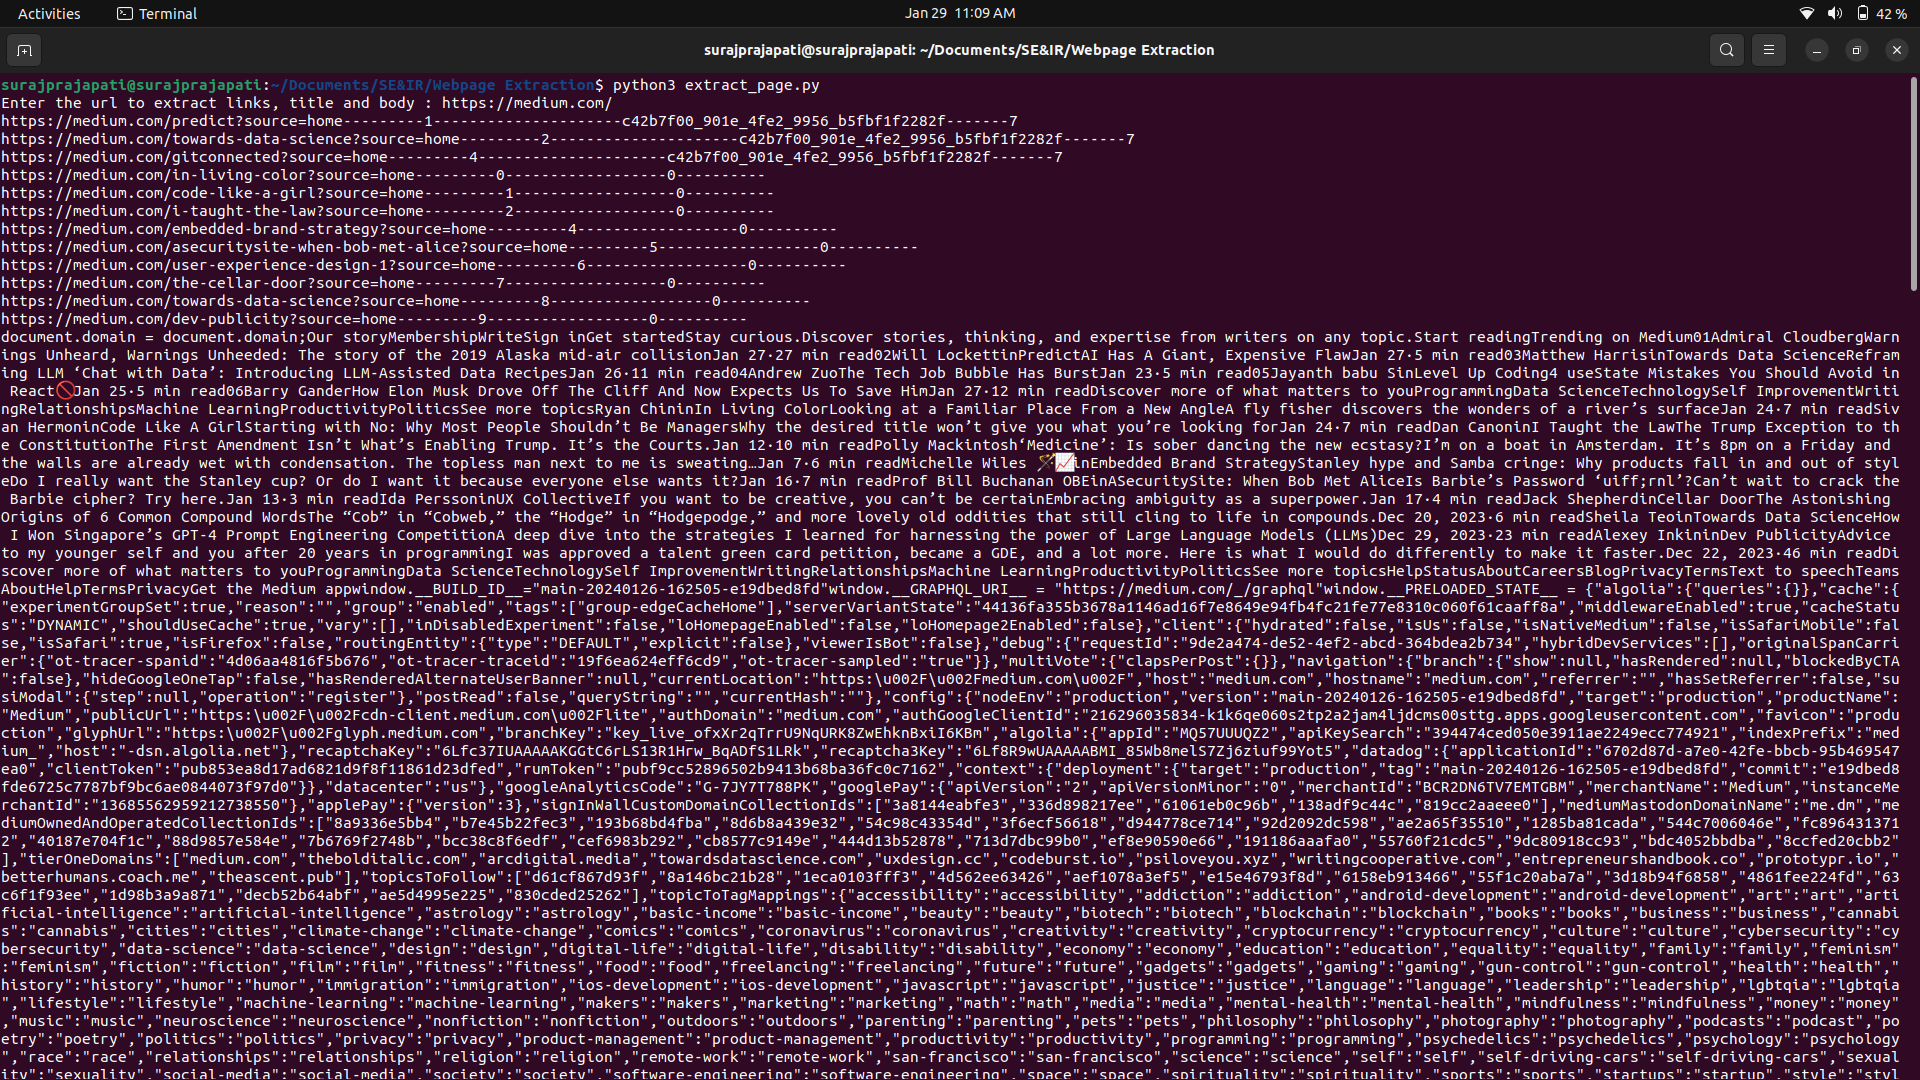 Activities
Terminal
Jan 29 11:09 AM
42 %
surajprajapati@surajprajapati: ~/Documents/SE&IR/Webpage Extraction
surajprajapati@surajprajapati:~/Documents/SE&IR/Webpage Extraction$ python3 extract_page.py
Enter the url to extract links, title and body : https://medium.com/
https://medium.com/predict?source=home---------1---------------------c42b7f00_901e_4fe2_9956_b5fbf1f2282f-------7
https://medium.com/towards-data-science?source=home---------2---------------------c42b7f00_901e_4fe2_9956_b5fbf1f2282f-------7
https://medium.com/gitconnected?source=home---------4---------------------c42b7f00_901e_4fe2_9956_b5fbf1f2282f-------7
https://medium.com/in-living-color?source=home---------0------------------0----------
https://medium.com/code-like-a-girl?source=home---------1------------------0----------
https://medium.com/i-taught-the-law?source=home---------2------------------0----------
https://medium.com/embedded-brand-strategy?source=home---------4------------------0----------
https://medium.com/asecuritysite-when-bob-met-alice?source=home---------5------------------0----------
https://medium.com/user-experience-design-1?source=home---------6------------------0----------
https://medium.com/the-cellar-door?source=home---------7------------------0----------
https://medium.com/towards-data-science?source=home---------8------------------0----------
https://medium.com/dev-publicity?source=home---------9------------------0----------
document.domain = document.domain;Our storyMembershipWriteSign inGet startedStay curious.Discover stories, thinking, and expertise from writers on any topic.Start readingTrending on Medium01Admiral CloudbergWarn
ings Unheard, Warnings Unheeded: The story of the 2019 Alaska mid-air collisionJan 27·27 min read02Will LockettinPredictAI Has A Giant, Expensive FlawJan 27·5 min read03Matthew HarrisinTowards Data ScienceRefram
ing LLM ‘Chat with Data’: Introducing LLM-Assisted Data RecipesJan 26·11 min read04Andrew ZuoThe Tech Job Bubble Has BurstJan 23·5 min read05Jayanth babu SinLevel Up Coding4 useState Mistakes You Should Avoid in
React🚫Jan 25·5 min read06Barry GanderHow Elon Musk Drove Off The Cliff And Now Expects Us To Save HimJan 27·12 min readDiscover more of what matters to youProgrammingData ScienceTechnologySelf ImprovementWriti
ngRelationshipsMachine LearningProductivityPoliticsSee more topicsRyan ChininIn Living ColorLooking at a Familiar Place From a New AngleA fly fisher discovers the wonders of a river’s surfaceJan 24·7 min readSiv
an HermoninCode Like A GirlStarting with No: Why Most People Shouldn’t Be ManagersWhy the desired title won’t give you what you’re looking forJan 24·7 min readDan CanoninI Taught the LawThe Trump Exception to th
e ConstitutionThe First Amendment Isn’t What’s Enabling Trump. It’s the Courts.Jan 12·10 min readPolly Mackintosh‘Medicine’: Is sober dancing the new ecstasy?I’m on a boat in Amsterdam. It’s 8pm on a Friday and
the walls are already wet with condensation. The topless man next to me is sweating…Jan 7·6 min readMichelle Wiles 🪄📈inEmbedded Brand StrategyStanley hype and Samba cringe: Why products fall in and out of styl
eDo I really want the Stanley cup? Or do I want it because everyone else wants it?Jan 16·7 min readProf Bill Buchanan OBEinASecuritySite: When Bob Met AliceIs Barbie’s Password ‘uiff;rnl’?Can’t wait to crack the
Barbie cipher? Try here.Jan 13·3 min readIda PerssoninUX CollectiveIf you want to be creative, you can’t be certainEmbracing ambiguity as a superpower.Jan 17·4 min readJack ShepherdinCellar DoorThe Astonishing
Origins of 6 Common Compound WordsThe “Cob” in “Cobweb,” the “Hodge” in “Hodgepodge,” and more lovely old oddities that still cling to life in compounds.Dec 20, 2023·6 min readSheila TeoinTowards Data ScienceHow
I Won Singapore’s GPT-4 Prompt Engineering CompetitionA deep dive into the strategies I learned for harnessing the power of Large Language Models (LLMs)Dec 29, 2023·23 min readAlexey InkininDev PublicityAdvice
to my younger self and you after 20 years in programmingI was approved a talent green card petition, became a GDE, and a lot more. Here is what I would do differently to make it faster.Dec 22, 2023·46 min readDi
scover more of what matters to youProgrammingData ScienceTechnologySelf ImprovementWritingRelationshipsMachine LearningProductivityPoliticsSee more topicsHelpStatusAboutCareersBlogPrivacyTermsText to speechTeams
AboutHelpTermsPrivacyGet the Medium appwindow.__BUILD_ID__="main-20240126-162505-e19dbed8fd"window.__GRAPHQL_URI__ = "https://medium.com/_/graphql"window.__PRELOADED_STATE__ = {"algolia":{"queries":{}},"cache":{
"experimentGroupSet":true,"reason":"","group":"enabled","tags":["group-edgeCacheHome"],"serverVariantState":"44136fa355b3678a1146ad16f7e8649e94fb4fc21fe77e8310c060f61caaff8a","middlewareEnabled":true,"cacheStatu
s":"DYNAMIC","shouldUseCache":true,"vary":[],"inDisabledExperiment":false,"loHomepageEnabled":false,"loHomepage2Enabled":false},"client":{"hydrated":false,"isUs":false,"isNativeMedium":false,"isSafariMobile":fal
se,"isSafari":true,"isFirefox":false,"routingEntity":{"type":"DEFAULT","explicit":false},"viewerIsBot":false},"debug":{"requestId":"9de2a474-de52-4ef2-abcd-364bdea2b734","hybridDevServices":[],"originalSpanCarri
er":{"ot-tracer-spanid":"4d06aa4816f5b676","ot-tracer-traceid":"19f6ea624eff6cd9","ot-tracer-sampled":"true"}},"multiVote":{"clapsPerPost":{}},"navigation":{"branch":{"show":null,"hasRendered":null,"blockedByCTA
":false},"hideGoogleOneTap":false,"hasRenderedAlternateUserBanner":null,"currentLocation":"https:\u002F\u002Fmedium.com\u002F","host":"medium.com","hostname":"medium.com","referrer":"","hasSetReferrer":false,"su
siModal":{"step":null,"operation":"register"},"postRead":false,"queryString":"","currentHash":""},"config":{"nodeEnv":"production","version":"main-20240126-162505-e19dbed8fd","target":"production","productName":
"Medium","publicUrl":"https:\u002F\u002Fcdn-client.medium.com\u002Flite","authDomain":"medium.com","authGoogleClientId":"216296035834-k1k6qe060s2tp2a2jam4ljdcms00sttg.apps.googleusercontent.com","favicon":"produ
ction","glyphUrl":"https:\u002F\u002Fglyph.medium.com","branchKey":"key_live_ofxXr2qTrrU9NqURK8ZwEhknBxiI6KBm","algolia":{"appId":"MQ57UUUQZ2","apiKeySearch":"394474ced050e3911ae2249ecc774921","indexPrefix":"med
ium_","host":"-dsn.algolia.net"},"recaptchaKey":"6Lfc37IUAAAAAKGGtC6rLS13R1Hrw_BqADfS1LRk","recaptcha3Key":"6Lf8R9wUAAAAABMI_85Wb8melS7Zj6ziuf99Yot5","datadog":{"applicationId":"6702d87d-a7e0-42fe-bbcb-95b469547
ea0","clientToken":"pub853ea8d17ad6821d9f8f11861d23dfed","rumToken":"pubf9cc52896502b9413b68ba36fc0c7162","context":{"deployment":{"target":"production","tag":"main-20240126-162505-e19dbed8fd","commit":"e19dbed8
fde6725c7787bf9bc6ae0844073f97d0"}},"datacenter":"us"},"googleAnalyticsCode":"G-7JY7T788PK","googlePay":{"apiVersion":"2","apiVersionMinor":"0","merchantId":"BCR2DN6TV7EMTGBM","merchantName":"Medium","instanceMe
rchantId":"13685562959212738550"},"applePay":{"version":3},"signInWallCustomDomainCollectionIds":["3a8144eabfe3","336d898217ee","61061eb0c96b","138adf9c44c","819cc2aaeee0"],"mediumMastodonDomainName":"me.dm","me
diumOwnedAndOperatedCollectionIds":["8a9336e5bb4","b7e45b22fec3","193b68bd4fba","8d6b8a439e32","54c98c43354d","3f6ecf56618","d944778ce714","92d2092dc598","ae2a65f35510","1285ba81cada","544c7006046e","fc896431371
2","40187e704f1c","88d9857e584e","7b6769f2748b","bcc38c8f6edf","cef6983b292","cb8577c9149e","444d13b52878","713d7dbc99b0","ef8e90590e66","191186aaafa0","55760f21cdc5","9dc80918cc93","bdc4052bbdba","8ccfed20cbb2"
],"tierOneDomains":["medium.com","thebolditalic.com","arcdigital.media","towardsdatascience.com","uxdesign.cc","codeburst.io","psiloveyou.xyz","writingcooperative.com","entrepreneurshandbook.co","prototypr.io","
betterhumans.coach.me","theascent.pub"],"topicsToFollow":["d61cf867d93f","8a146bc21b28","1eca0103fff3","4d562ee63426","aef1078a3ef5","e15e46793f8d","6158eb913466","55f1c20aba7a","3d18b94f6858","4861fee224fd","63
c6f1f93ee","1d98b3a9a871","decb52b64abf","ae5d4995e225","830cded25262"],"topicToTagMappings":{"accessibility":"accessibility","addiction":"addiction","android-development":"android-development","art":"art","arti
ficial-intelligence":"artificial-intelligence","astrology":"astrology","basic-income":"basic-income","beauty":"beauty","biotech":"biotech","blockchain":"blockchain","books":"books","business":"business","cannabi
s":"cannabis","cities":"cities","climate-change":"climate-change","comics":"comics","coronavirus":"coronavirus","creativity":"creativity","cryptocurrency":"cryptocurrency","culture":"culture","cybersecurity":"cy
bersecurity","data-science":"data-science","design":"design","digital-life":"digital-life","disability":"disability","economy":"economy","education":"education","equality":"equality","family":"family","feminism"
:"feminism","fiction":"fiction","film":"film","fitness":"fitness","food":"food","freelancing":"freelancing","future":"future","gadgets":"gadgets","gaming":"gaming","gun-control":"gun-control","health":"health","
history":"history","humor":"humor","immigration":"immigration","ios-development":"ios-development","javascript":"javascript","justice":"justice","language":"language","leadership":"leadership","lgbtqia":"lgbtqia
","lifestyle":"lifestyle","machine-learning":"machine-learning","makers":"makers","marketing":"marketing","math":"math","media":"media","mental-health":"mental-health","mindfulness":"mindfulness","money":"money"
,"music":"music","neuroscience":"neuroscience","nonfiction":"nonfiction","outdoors":"outdoors","parenting":"parenting","pets":"pets","philosophy":"philosophy","photography":"photography","podcasts":"podcast","po
etry":"poetry","politics":"politics","privacy":"privacy","product-management":"product-management","productivity":"productivity","programming":"programming","psychedelics":"psychedelics","psychology":"psychology
","race":"race","relationships":"relationships","religion":"religion","remote-work":"remote-work","san-francisco":"san-francisco","science":"science","self":"self","self-driving-cars":"self-driving-cars","sexual
ity":"sexuality","social-media":"social-media","society":"society","software-engineering":"software-engineering","space":"space","spirituality":"spirituality","sports":"sports","startups":"startup","style":"styl